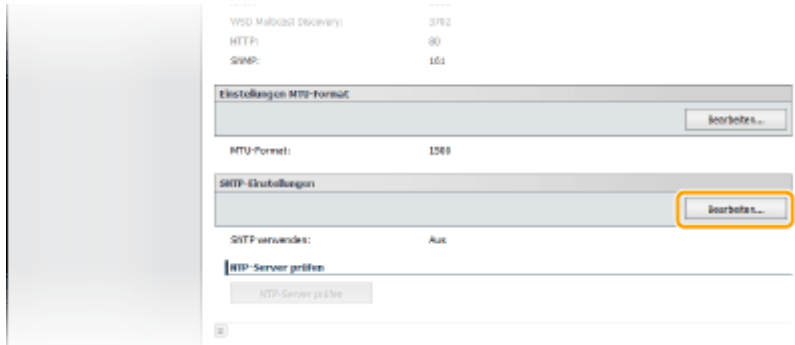 WSD Multicast Discovery: 3702
HTTP: 80
SNMP: 161
Einstellungen MTU-Format
Bearbeiten...
MTU-Format: 1500
SNTP-Einstellungen
Bearbeiten...
SNTP verwenden: Aus
NTP-Server prüfen
NTP-Server prüfen